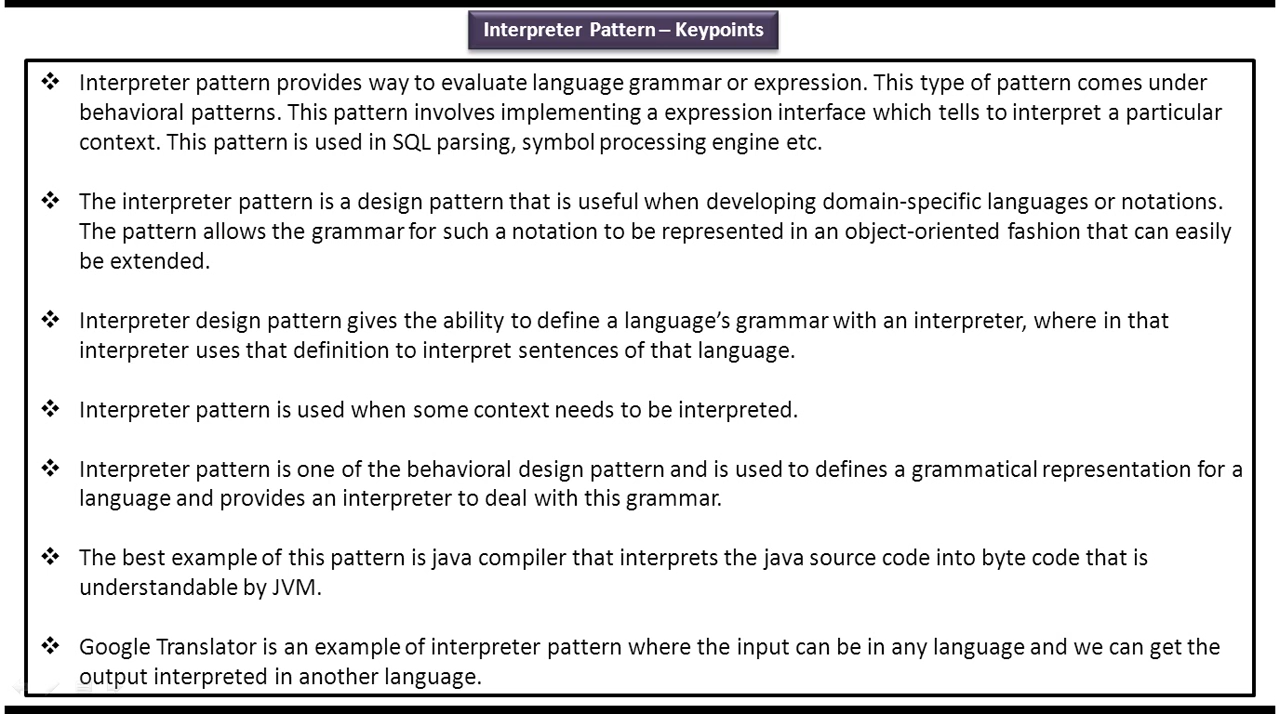 Interpreter Pattern – Keypoints
❖ Interpreter pattern provides way to evaluate language grammar or expression. This type of pattern comes under
behavioral patterns. This pattern involves implementing a expression interface which tells to interpret a particular
context. This pattern is used in SQL parsing, symbol processing engine etc.
❖ The interpreter pattern is a design pattern that is useful when developing domain-specific languages or notations.
The pattern allows the grammar for such a notation to be represented in an object-oriented fashion that can easily
be extended.
❖ Interpreter design pattern gives the ability to define a language’s grammar with an interpreter, where in that
interpreter uses that definition to interpret sentences of that language.
❖ Interpreter pattern is used when some context needs to be interpreted.
❖ Interpreter pattern is one of the behavioral design pattern and is used to defines a grammatical representation for a
language and provides an interpreter to deal with this grammar.
❖ The best example of this pattern is java compiler that interprets the java source code into byte code that is
understandable by JVM.
❖ Google Translator is an example of interpreter pattern where the input can be in any language and we can get the
output interpreted in another language.